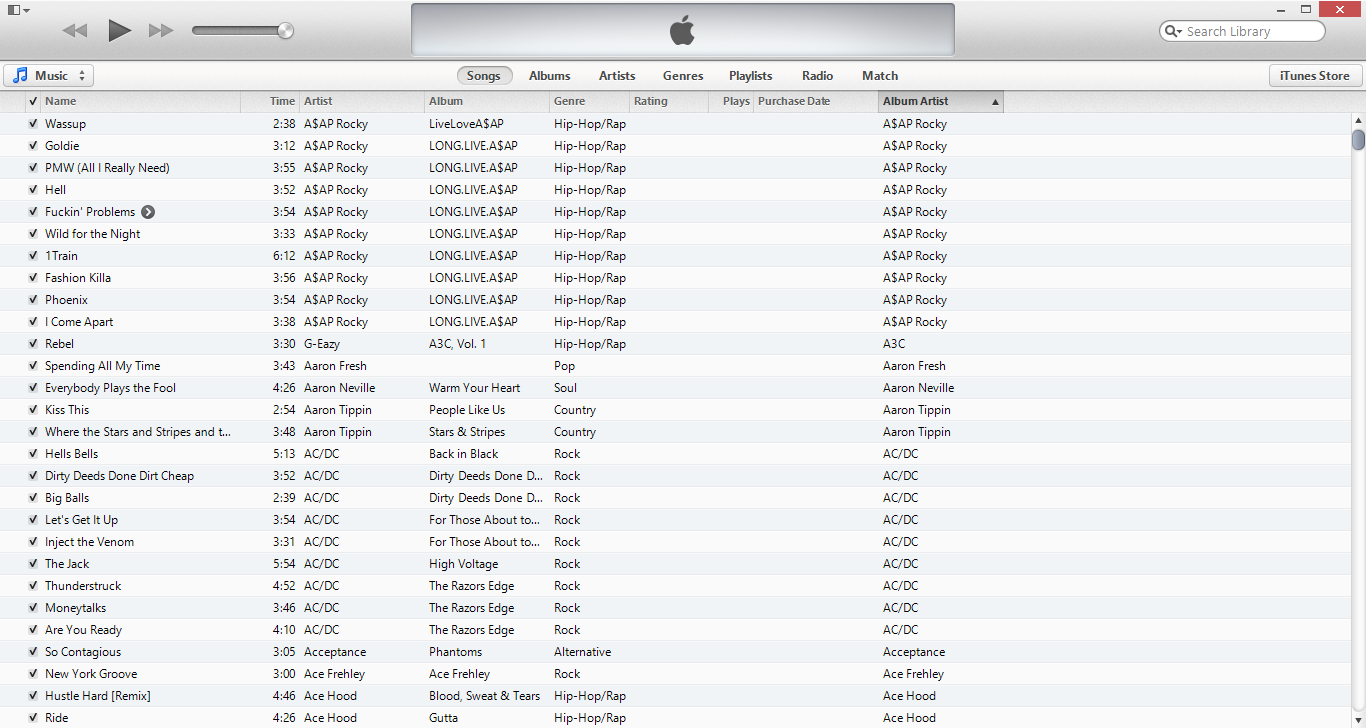 Search Library
Music Songs Albums Artists Genres Playlists Radio Match iTunes Store
✓ Name Time Artist Album Genre Rating Plays Purchase Date Album Artist
Wassup 2:38 A$AP Rocky LiveLoveA$AP Hip-Hop/Rap A$AP Rocky
Goldie 3:12 A$AP Rocky LONG.LIVE.A$AP Hip-Hop/Rap A$AP Rocky
PMW (All I Really Need) 3:55 A$AP Rocky LONG.LIVE.A$AP Hip-Hop/Rap A$AP Rocky
Hell 3:52 A$AP Rocky LONG.LIVE.A$AP Hip-Hop/Rap A$AP Rocky
Fuckin' Problems 3:54 A$AP Rocky LONG.LIVE.A$AP Hip-Hop/Rap A$AP Rocky
Wild for the Night 3:33 A$AP Rocky LONG.LIVE.A$AP Hip-Hop/Rap A$AP Rocky
1Train 6:12 A$AP Rocky LONG.LIVE.A$AP Hip-Hop/Rap A$AP Rocky
Fashion Killa 3:56 A$AP Rocky LONG.LIVE.A$AP Hip-Hop/Rap A$AP Rocky
Phoenix 3:54 A$AP Rocky LONG.LIVE.A$AP Hip-Hop/Rap A$AP Rocky
I Come Apart 3:38 A$AP Rocky LONG.LIVE.A$AP Hip-Hop/Rap A$AP Rocky
Rebel 3:30 G-Eazy A3C, Vol. 1 Hip-Hop/Rap A3C
Spending All My Time 3:43 Aaron Fresh Pop Aaron Fresh
Everybody Plays the Fool 4:26 Aaron Neville Warm Your Heart Soul Aaron Neville
Kiss This 2:54 Aaron Tippin People Like Us Country Aaron Tippin
Where the Stars and Stripes and t... 3:48 Aaron Tippin Stars & Stripes Country Aaron Tippin
Hells Bells 5:13 AC/DC Back in Black Rock AC/DC
Dirty Deeds Done Dirt Cheap 3:52 AC/DC Dirty Deeds Done D... Rock AC/DC
Big Balls 2:39 AC/DC Dirty Deeds Done D... Rock AC/DC
Let's Get It Up 3:54 AC/DC For Those About to... Rock AC/DC
Inject the Venom 3:31 AC/DC For Those About to... Rock AC/DC
The Jack 5:54 AC/DC High Voltage Rock AC/DC
Thunderstruck 4:52 AC/DC The Razors Edge Rock AC/DC
Moneytalks 3:46 AC/DC The Razors Edge Rock AC/DC
Are You Ready 4:10 AC/DC The Razors Edge Rock AC/DC
So Contagious 3:05 Acceptance Phantoms Alternative Acceptance
New York Groove 3:00 Ace Frehley Ace Frehley Rock Ace Frehley
Hustle Hard [Remix] 4:46 Ace Hood Blood, Sweat & Tears Hip-Hop/Rap Ace Hood
Ride 4:26 Ace Hood Gutta Hip-Hop/Rap Ace Hood